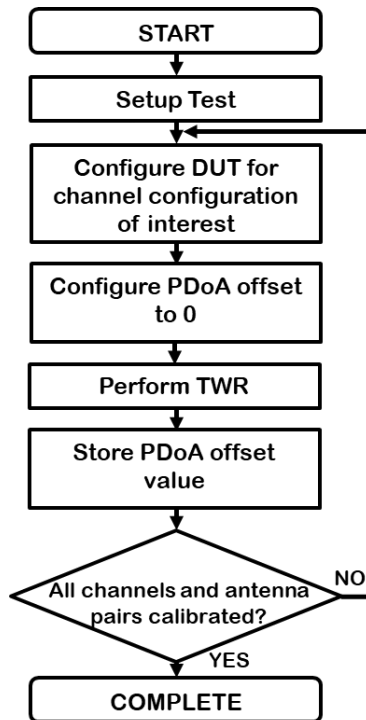 START
Setup Test
Configure DUT for
channel configuration
of interest
Configure PDoA offset
to 0
Perform TWR
Store PDoA offset
value
All channels and antenna
pairs calibrated?
NO
YES
COMPLETE